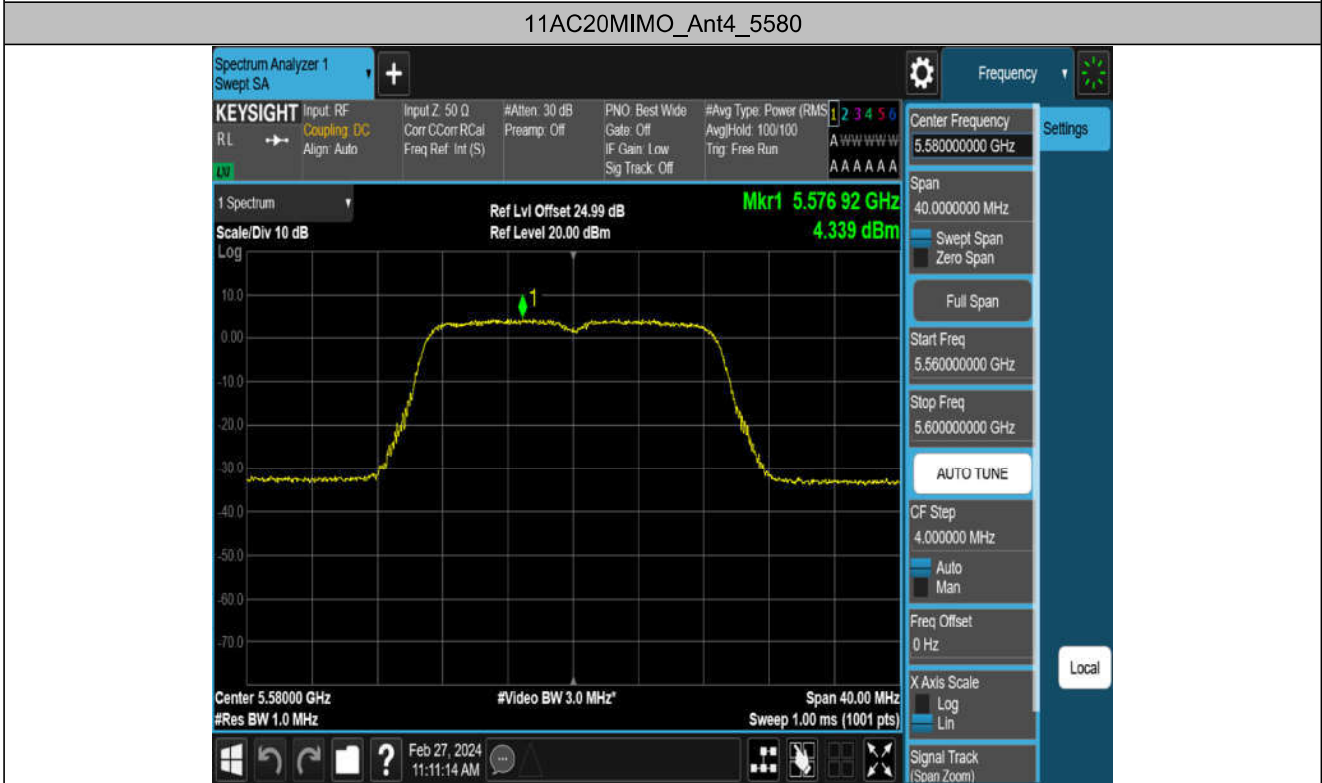 11AC20MIMO_Ant4_5580
Spectrum Analyzer 1
Swept SA
+
Frequency
KEYSIGHT
RL
LXI
Input: RF
Coupling: DC
Align: Auto
Input Z: 50 Ω
Corr CCorr RCal
Freq Ref: Int (S)
#Atten: 30 dB
Preamp: Off
PNO: Best Wide
Gate: Off
IF Gain: Low
Sig Track: Off
#Avg Type: Power (RMS
Avg|Hold: 100/100
Trig: Free Run
1 2 3 4 5 6
A W W W W W
A A A A A A
Center Frequency
5.580000000 GHz
Settings
1 Spectrum
Scale/Div 10 dB
Log
Ref Lvl Offset 24.99 dB
Ref Level 20.00 dBm
Mkr1 5.576 92 GHz
4.339 dBm
Span
40.0000000 MHz
Swept Span
Zero Span
Full Span
Start Freq
5.560000000 GHz
Stop Freq
5.600000000 GHz
AUTO TUNE
CF Step
4.000000 MHz
Auto
Man
Freq Offset
0 Hz
X Axis Scale
Log
Lin
Local
Signal Track
(Span Zoom)
1
10.0
0.00
-10.0
-20.0
-30.0
-40.0
-50.0
-60.0
-70.0
Center 5.58000 GHz
#Res BW 1.0 MHz
#Video BW 3.0 MHz*
Span 40.00 MHz
Sweep 1.00 ms (1001 pts)
?
Feb 27, 2024
11:11:14 AM